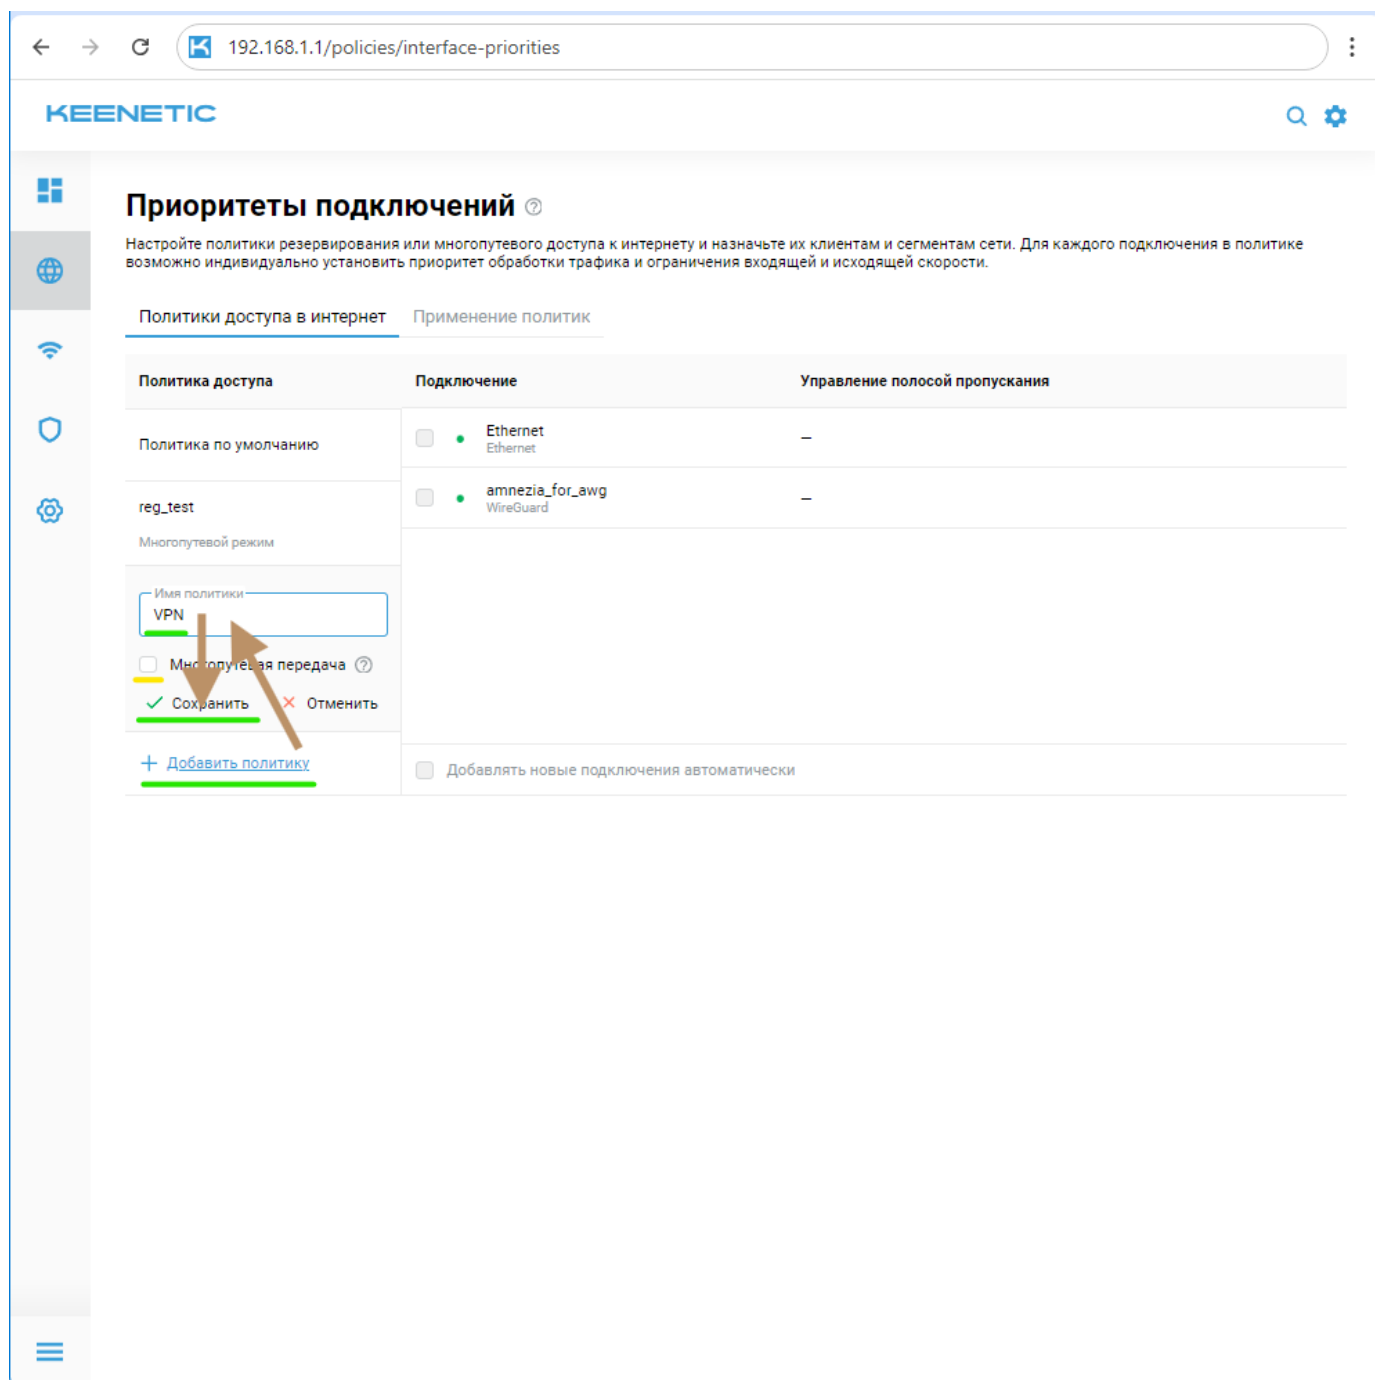 192.168.1.1/policies/interface-priorities
KEENETIC
Приоритеты подключений
Настройте политики резервирования или многопутевого доступа к интернету и назначьте их клиентам и сегментам сети. Для каждого подключения в политике
возможно индивидуально установить приоритет обработки трафика и ограничения входящей и исходящей скорости.
Политики доступа в интернет
Применение политик
Политика доступа
Подключение
Управление полосой пропускания
Политика по умолчанию
Ethernet
Ethernet
–
reg_test
Многопутевой режим
amnezia_for_awg
WireGuard
–
Имя политики
VPN
Многопутевая передача
Сохранить
Отменить
Добавить политику
Добавлять новые подключения автоматически